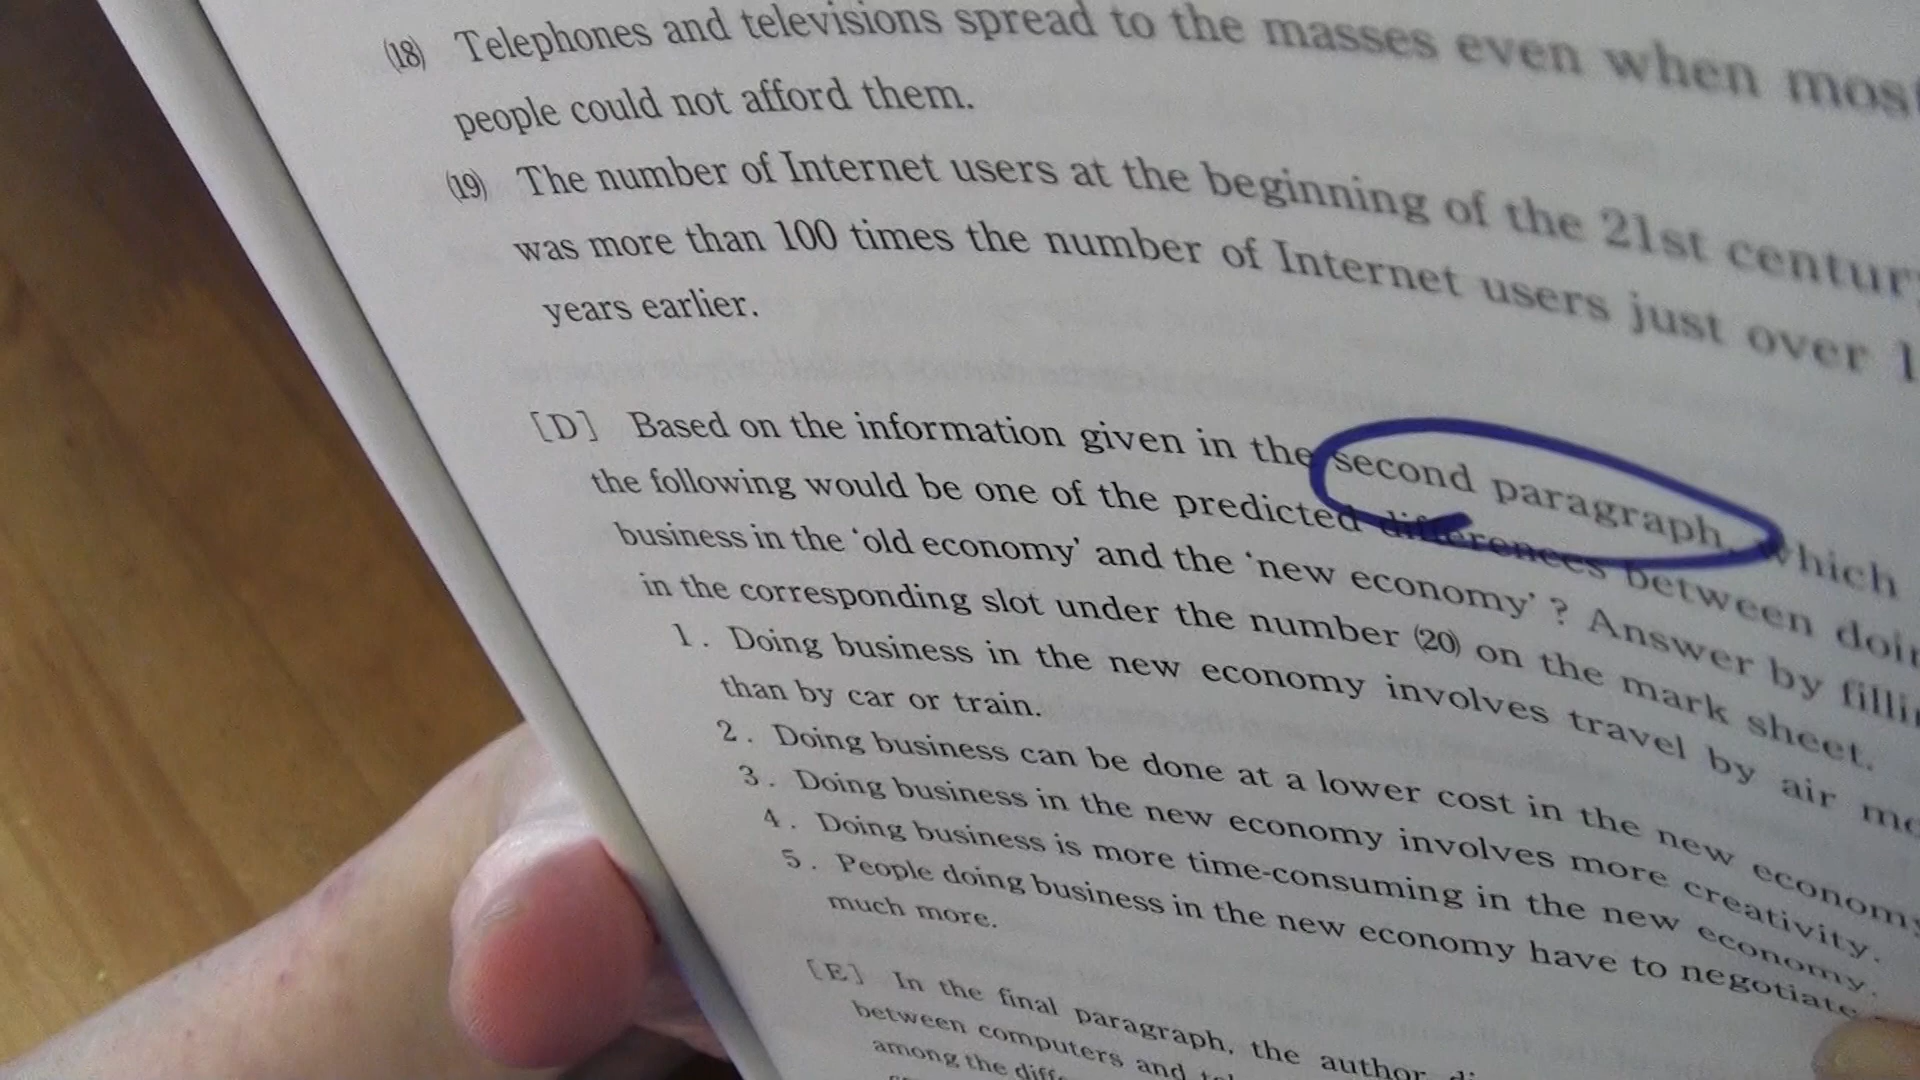 (18) Telephones and televisions spread to the masses even when most
people could not afford them.
(19) The number of Internet users at the beginning of the 21st
was more than 100 times the number of Internet users just over
years earlier.
[D] Based on the information given in the second paragraph, which
the following would be one of the predicted differences between
business in the 'old economy' and the 'new economy'? Answer by
in the corresponding slot under the number (20) on the mark sheet.
1. Doing business in the new economy involves travel by air
than by car or train.
2. Doing business can be done at a lower cost in the new
3. Doing business in the new economy involves more creativity.
4. Doing business is more time-consuming in the new economy.
5. People doing business in the new economy have to negotiate
much more.
[E] In the final paragraph, the author
between computers and
among the